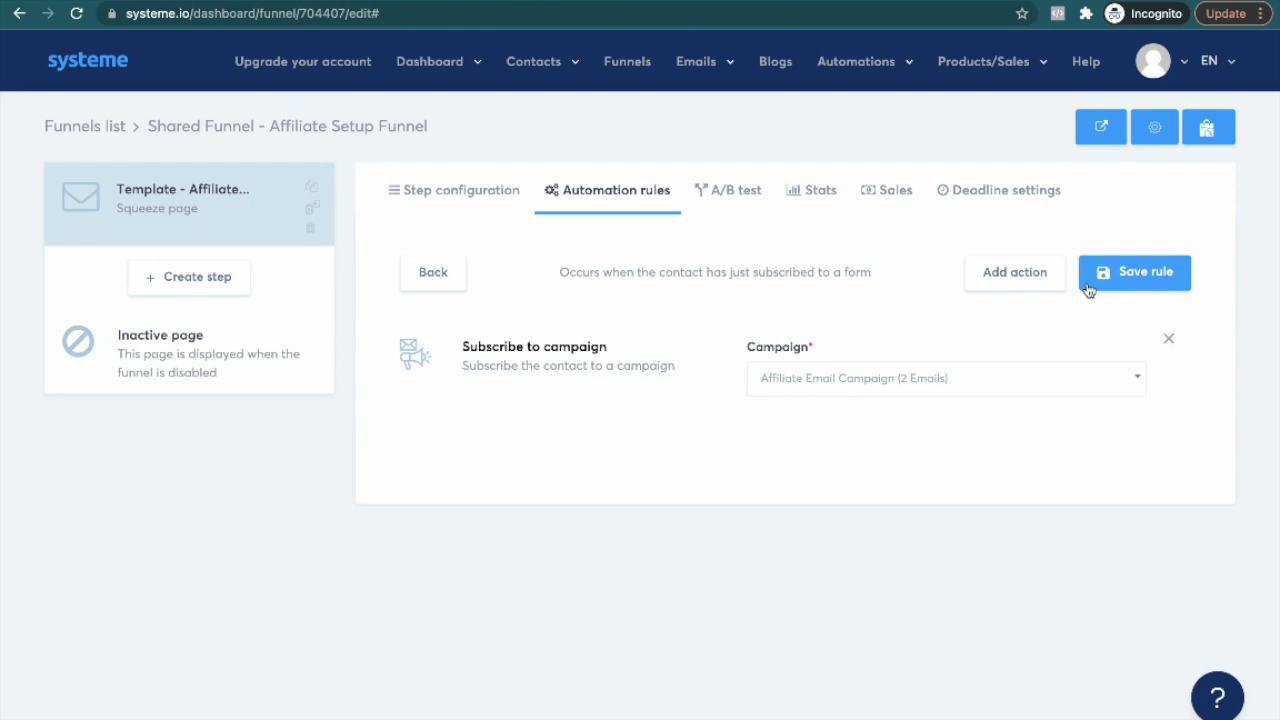 systeme.io/dashboard/funnel/704407/edit#
Incognito
Update
systeme
Upgrade your account
Dashboard
Contacts
Funnels
Emails
Blogs
Automations
Products/Sales
Help
EN
Funnels list > Shared Funnel - Affiliate Setup Funnel
Template - Affiliate...
Squeeze page
+ Create step
Inactive page
This page is displayed when the
funnel is disabled
Step configuration
Automation rules
A/B test
Stats
Sales
Deadline settings
Back
Occurs when the contact has just subscribed to a form
Add action
Save rule
Subscribe to campaign
Subscribe the contact to a campaign
Campaign*
Affiliate Email Campaign (2 Emails)
?